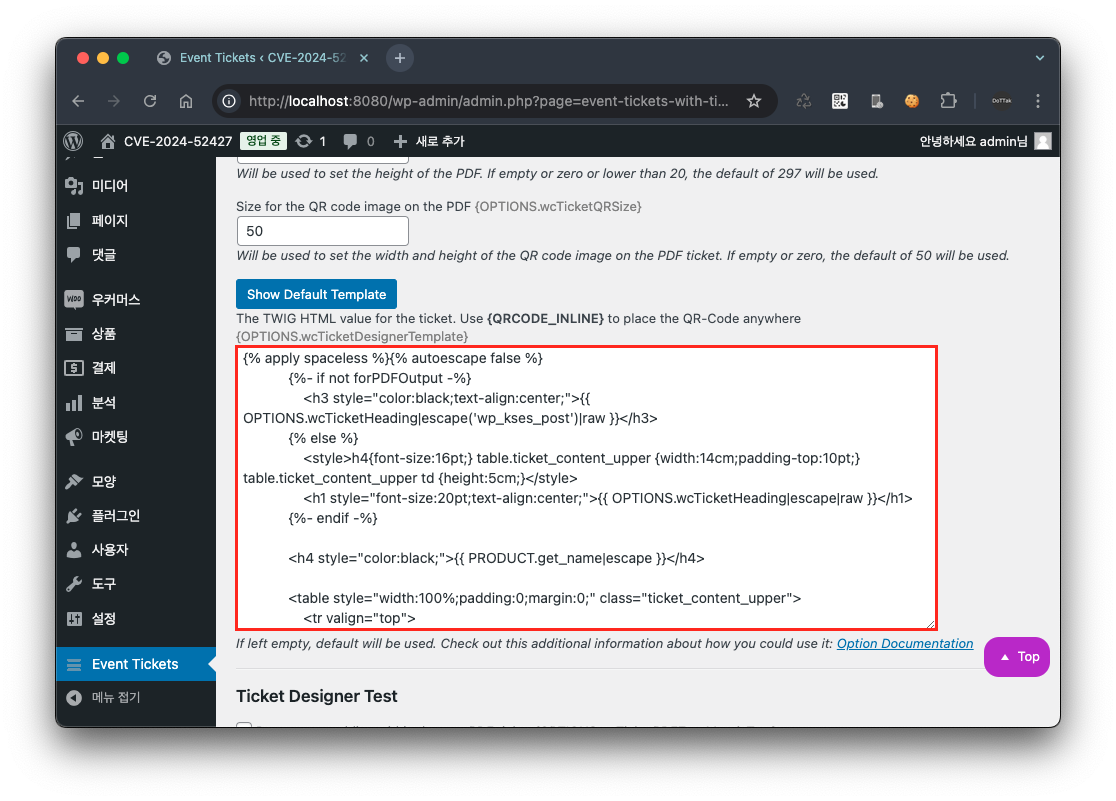 Event Tickets ‹ CVE-2024-52
http://localhost:8080/wp-admin/admin.php?page=event-tickets-with-ti...
DoTTak
CVE-2024-52427
영업 중
1
0
새로 추가
안녕하세요 admin님
미디어
페이지
댓글
우커머스
상품
결제
분석
마켓팅
모양
플러그인
사용자
도구
설정
Event Tickets
메뉴 접기
Will be used to set the height of the PDF. If empty or zero or lower than 20, the default of 297 will be used.
Size for the QR code image on the PDF {OPTIONS.wcTicketQRSize}
50
Will be used to set the width and height of the QR code image on the PDF ticket. If empty or zero, the default of 50 will be used.
Show Default Template
The TWIG HTML value for the ticket. Use {QRCODE_INLINE} to place the QR-Code anywhere
{OPTIONS.wcTicketDesignerTemplate}
{% apply spaceless %}{% autoescape false %}
{%- if not forPDFOutput -%}
<h3 style="color:black;text-align:center;">{{
OPTIONS.wcTicketHeading|escape('wp_kses_post')|raw }}</h3>
{% else %}
<style>h4{font-size:16pt;} table.ticket_content_upper {width:14cm;padding-top:10pt;}
table.ticket_content_upper td {height:5cm;}</style>
<h1 style="font-size:20pt;text-align:center;">{{ OPTIONS.wcTicketHeading|escape|raw }}</h1>
{%- endif -%}
<h4 style="color:black;">{{ PRODUCT.get_name|escape }}</h4>
<table style="width:100%;padding:0;margin:0;" class="ticket_content_upper">
<tr valign="top">
If left empty, default will be used. Check out this additional information about how you could use it: Option Documentation
Top
Ticket Designer Test